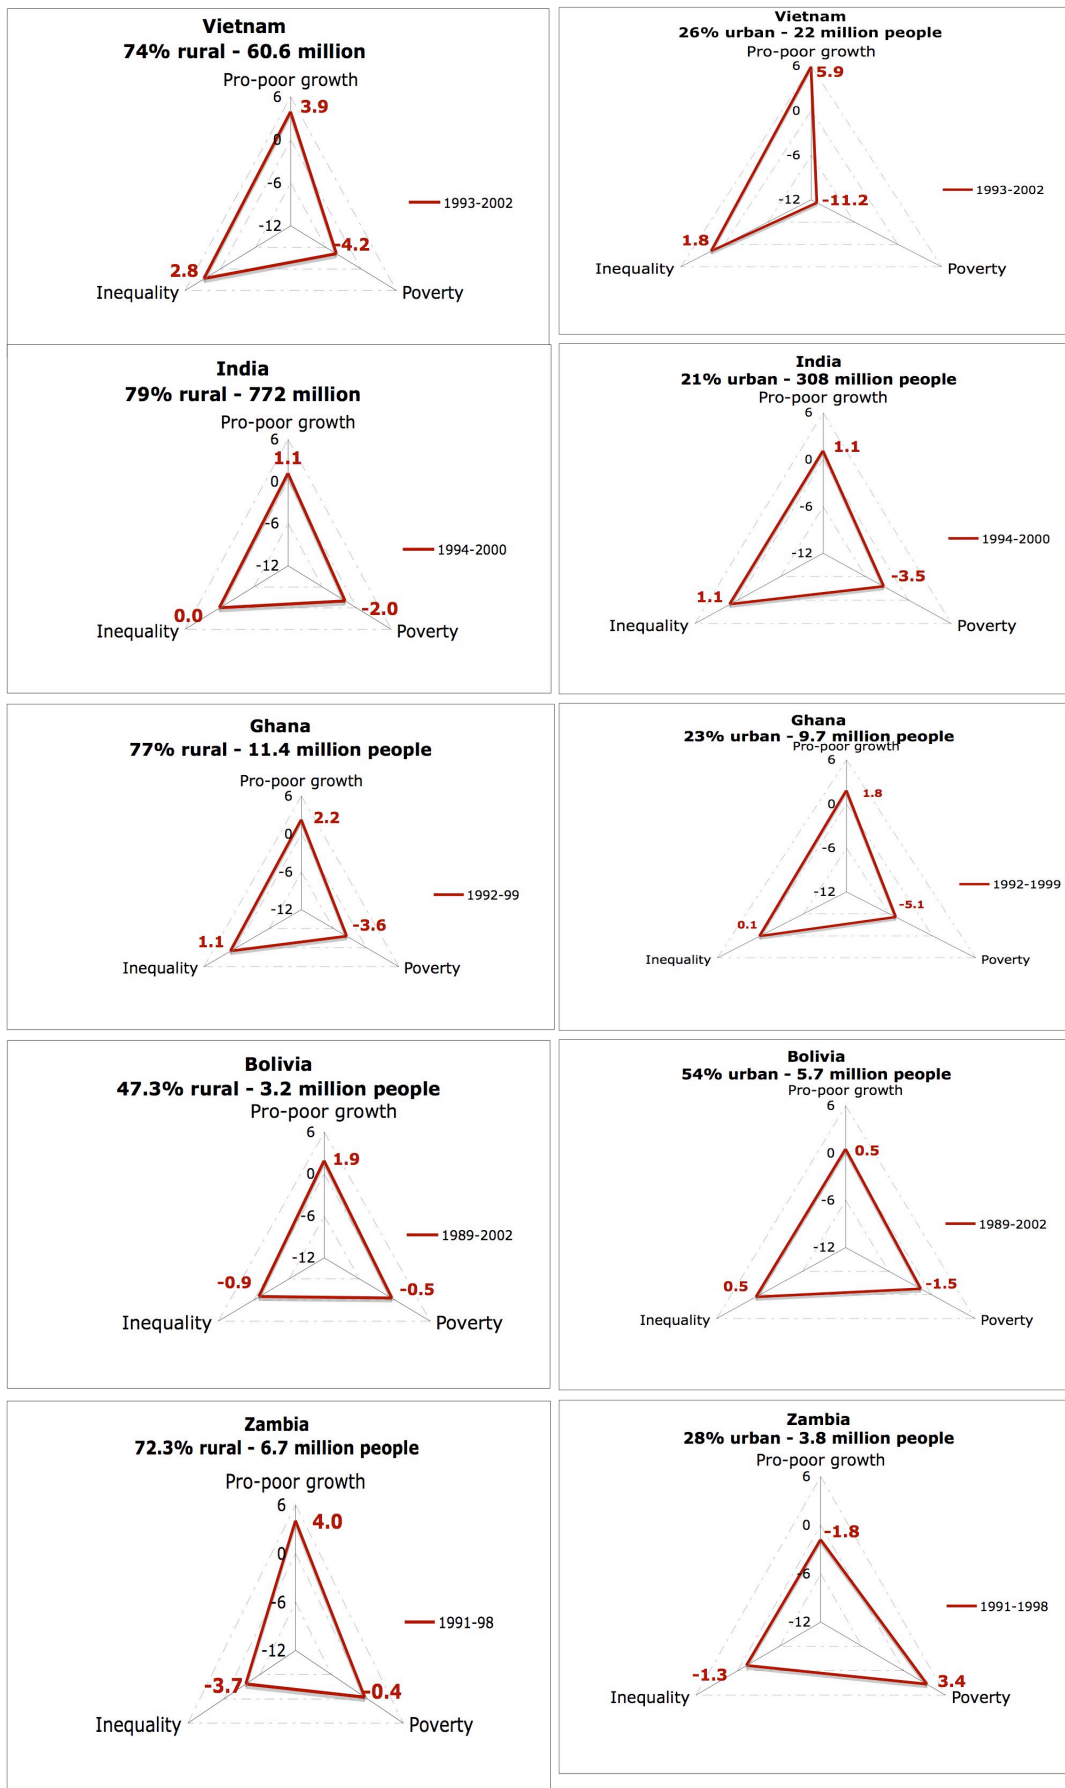 Vietnam
74% rural - 60.6 million
Pro-poor growth
6
3.9
0
-6
-12
1993-2002
-4.2
2.8
Inequality
Poverty
Vietnam
26% urban - 22 million people
Pro-poor growth
6
5.9
0
-6
-12
-11.2
1993-2002
1.8
Inequality
Poverty
India
79% rural - 772 million
Pro-poor growth
6
1.1
0
-6
-12
1994-2000
0.0
-2.0
Inequality
Poverty
India
21% urban - 308 million people
Pro-poor growth
6
1.1
0
-6
-12
1994-2000
-3.5
1.1
Inequality
Poverty
Ghana
77% rural - 11.4 million people
Pro-poor growth
6
2.2
0
-6
-12
1992-99
-3.6
1.1
Inequality
Poverty
Ghana
23% urban - 9.7 million people
Pro-poor growth
6
1.8
0
-6
-12
1992-1999
-5.1
0.1
Inequality
Poverty
Bolivia
47.3% rural - 3.2 million people
Pro-poor growth
6
1.9
0
-6
-12
1989-2002
-0.9
-0.5
Inequality
Poverty
Bolivia
54% urban - 5.7 million people
Pro-poor growth
6
0.5
0
-6
-12
1989-2002
0.5
-1.5
Inequality
Poverty
Zambia
72.3% rural - 6.7 million people
Pro-poor growth
6
4.0
0
-6
-12
1991-98
-3.7
-0.4
Inequality
Poverty
Zambia
28% urban - 3.8 million people
Pro-poor growth
6
0
-1.8
-6
-12
1991-1998
-1.3
3.4
Inequality
Poverty